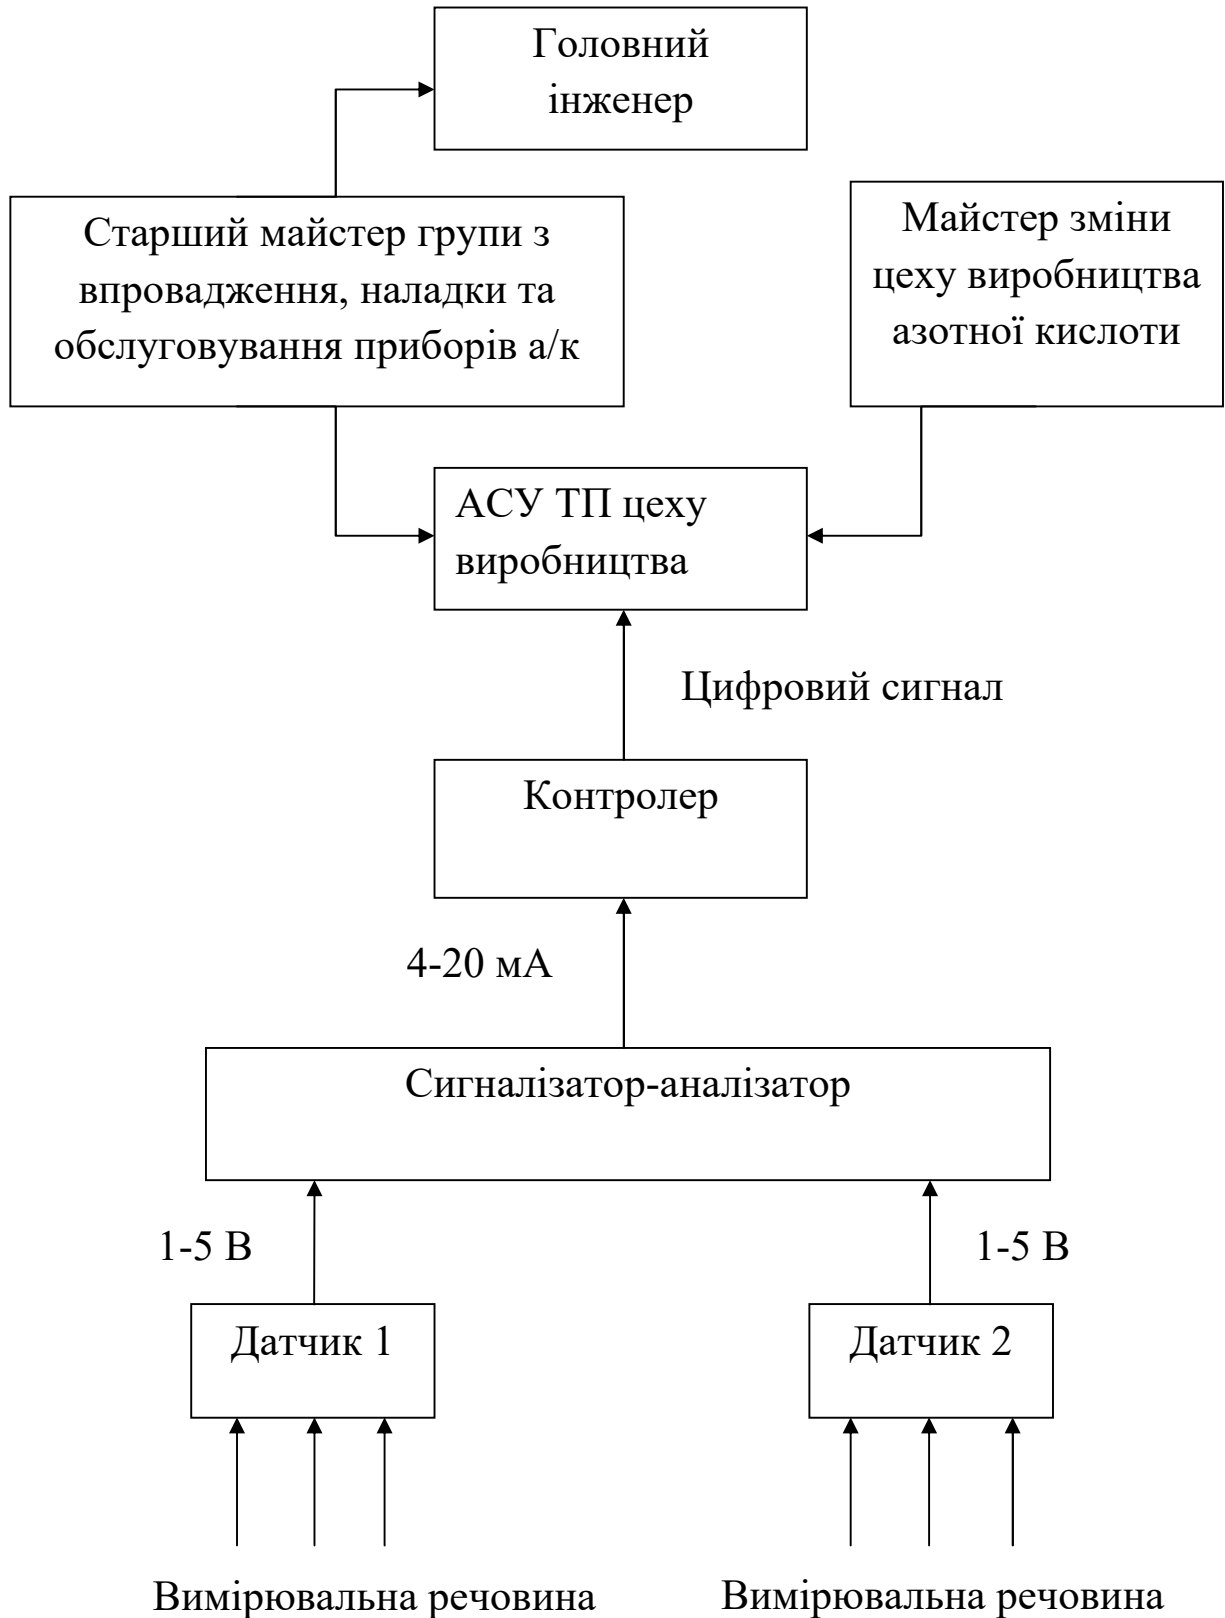 Головний
інженер
Старший майстер групи з
впровадження, наладки та
обслуговування приборів а/к
Майстер зміни
цеху виробництва
азотної кислоти
АСУ ТП цеху
виробництва
Цифровий сигнал
Контролер
4-20 мА
Сигналізатор-аналізатор
1-5 В
1-5 В
Датчик 1
Датчик 2
Вимірювальна речовина
Вимірювальна речовина